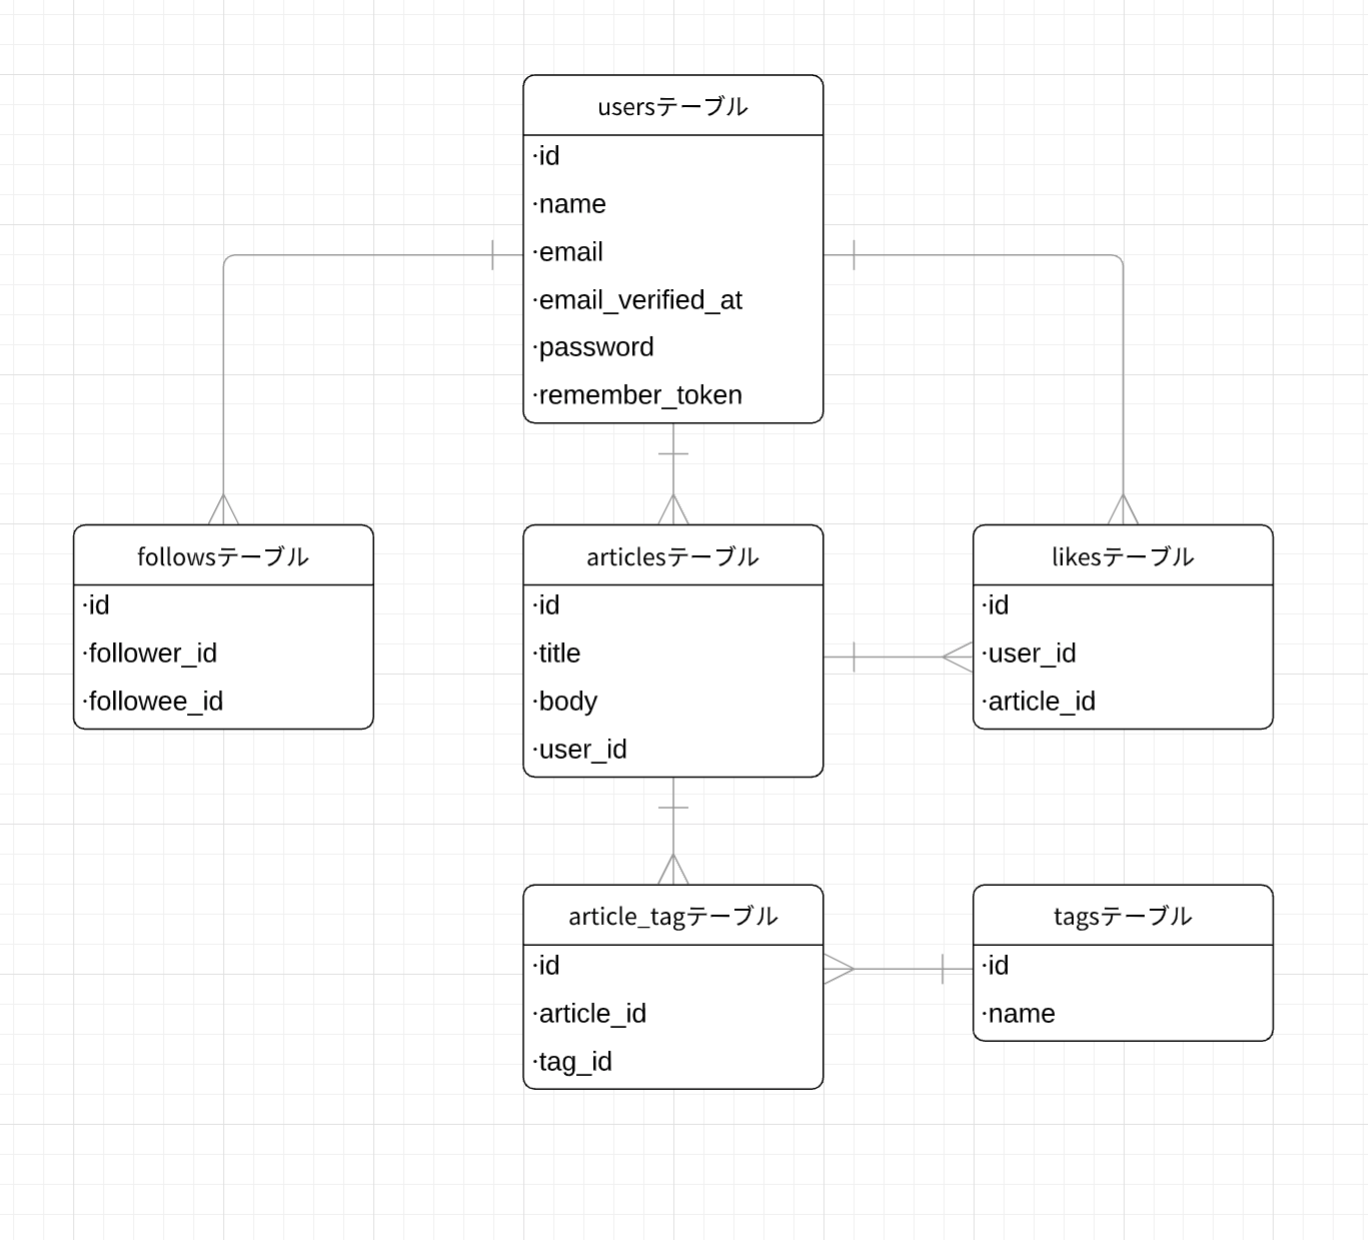 usersテーブル
·id
·name
·email
·email_verified_at
·password
·remember_token
followsテーブル
·id
·follower_id
·followee_id
articlesテーブル
·id
·title
·body
·user_id
likesテーブル
·id
·user_id
·article_id
article_tagテーブル
·id
·article_id
·tag_id
tagsテーブル
·id
·name